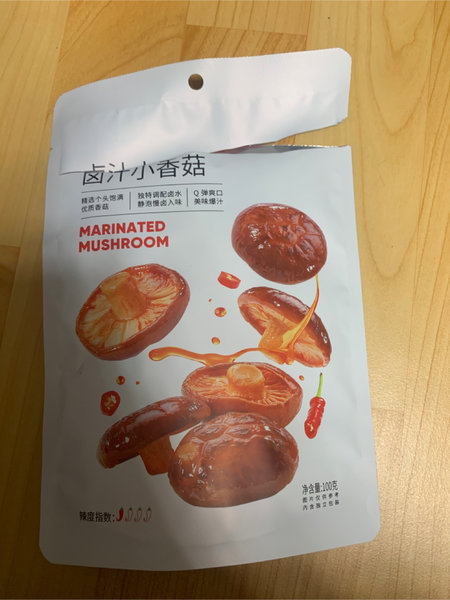 卤汁小香菇
精选个头饱满
优质香菇
独特调配卤水
静泡慢卤入味
Q弹爽口
美味爆汁
MARINATED
MUSHROOM
净含量:100克
图片仅供参考
内含独立包装
辣度指数: